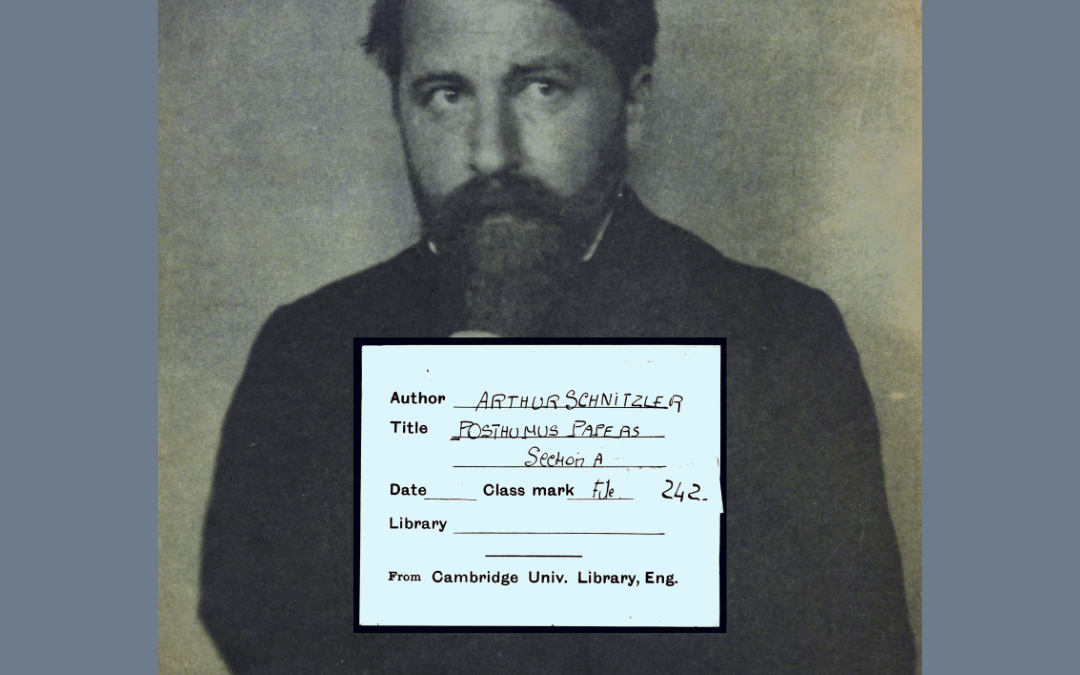 Author ARTHUR SCHNiTZLER
Title POSTHUMUS PAPERS
Section A
Date Class mark File 242.
Library
From Cambridge Univ. Library, Eng.